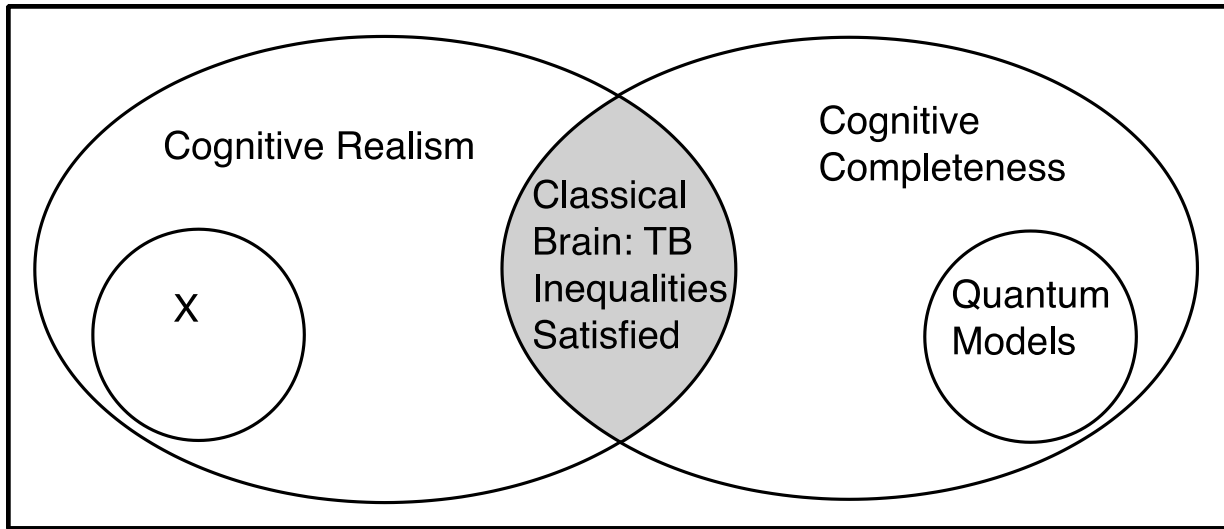 Cognitive Realism
Cognitive
Completeness
Classical
Brain: TB
Inequalities
Satisfied
X
Quantum
Models